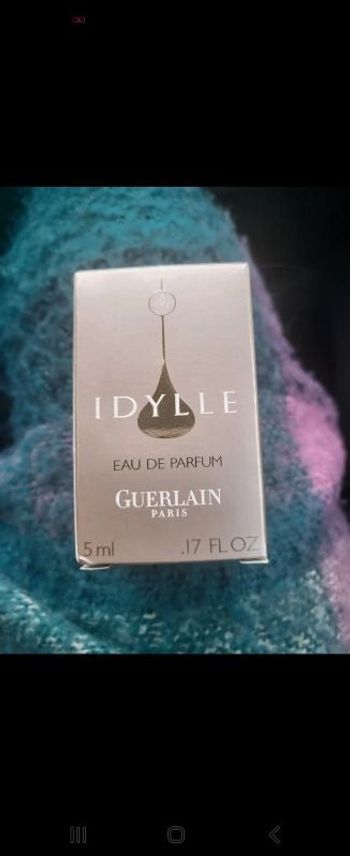 IDYLLE
EAU DE PARFUM
GUERLAIN
PARIS
5 ml .17 FL OZ